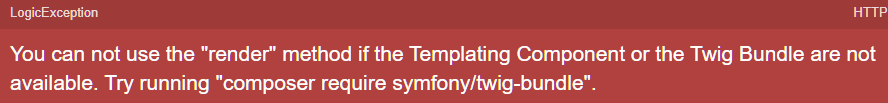 LogicException
HTTP
You can not use the "render" method if the Templating Component or the Twig Bundle are not
available. Try running "composer require symfony/twig-bundle".